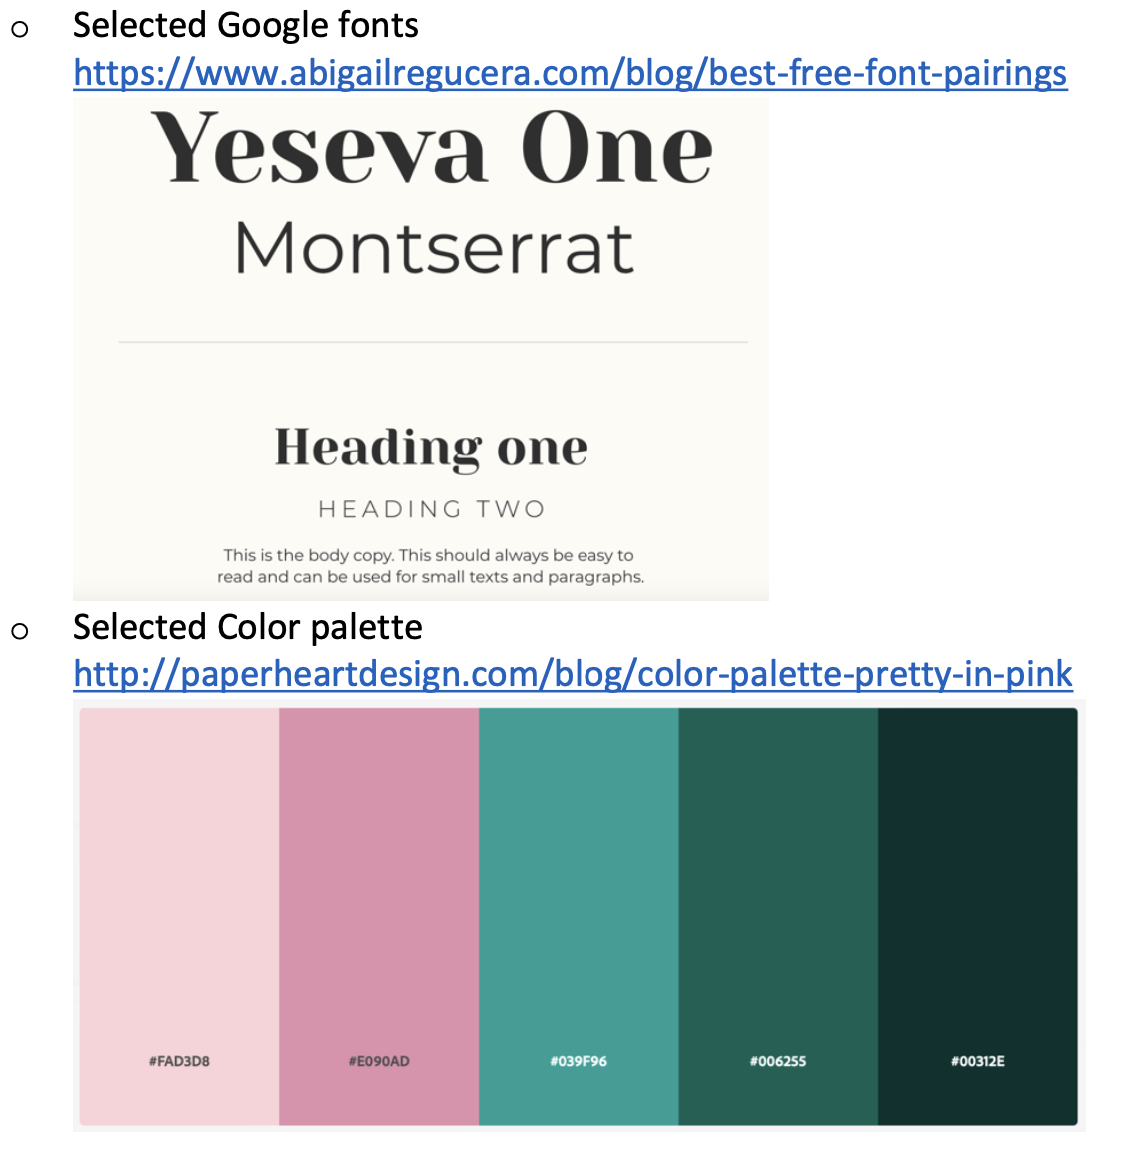 Selected Google fonts
https://www.abigailregucera.com/blog/best-free-font-pairings
Yeseva One
Montserrat
Heading one
HEADING TWO
This is the body copy. This should always be easy to
read and can be used for small texts and paragraphs.
Selected Color palette
http://paperheartdesign.com/blog/color-palette-pretty-in-pink
#FAD3D8 #E090AD #039F96 #006255 #00312E